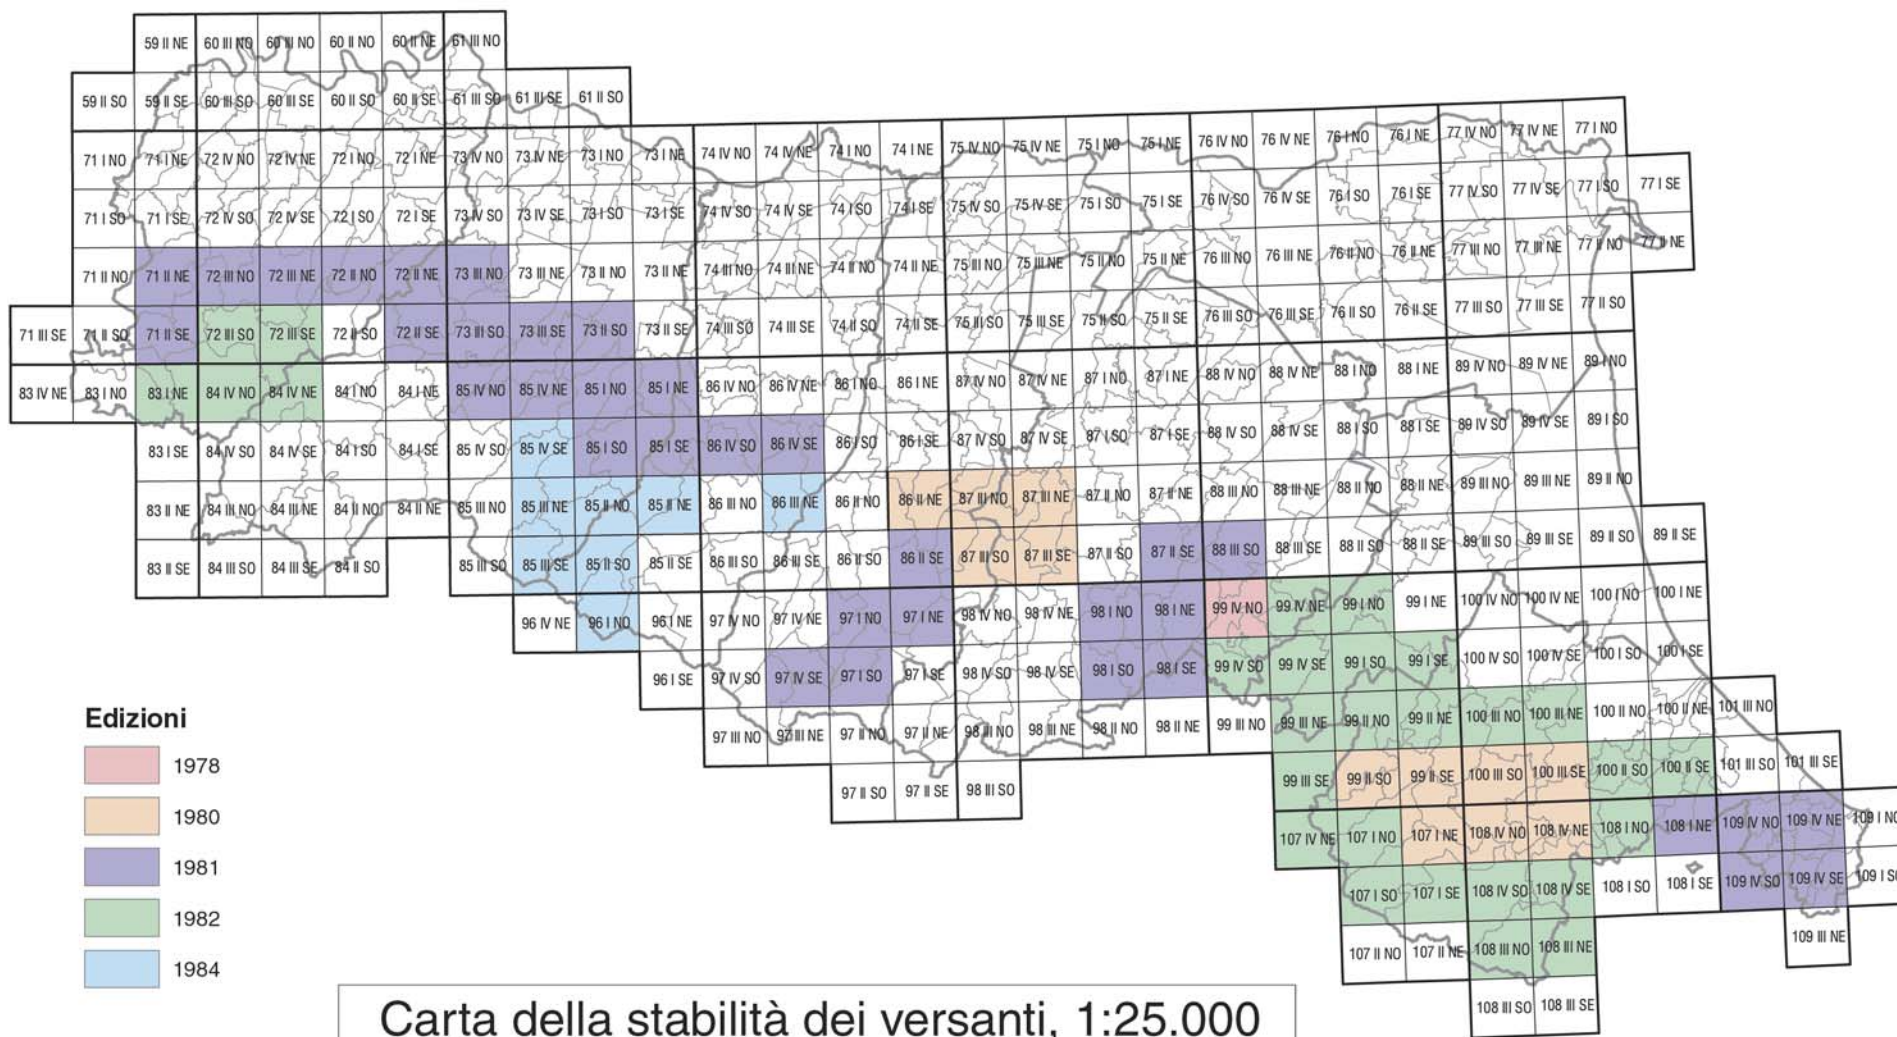 59 II NE 60 III NO 60 III NO 60 II NO 60 II NE 61 III NO
59 II SO 59 II SE 60 III SO 60 III SE 60 II SO 60 II SE 61 III SO 61 III SE 61 II SO
71 I NO 71 I NE 72 IV NO 72 IV NE 72 I NO 72 I NE 73 IV NO 73 IV NE 73 I NO 73 I NE 74 IV NO 74 IV NE 74 I NO 74 I NE 75 IV NO 75 IV NE 75 I NO 75 I NE 76 IV NO 76 IV NE 76 I NO 76 I NE 77 IV NO 77 IV NE 77 I NO
71 I SO 71 I SE 72 IV SO 72 IV SE 72 I SO 72 I SE 73 IV SO 73 IV SE 73 I SO 73 I SE 74 IV SO 74 IV SE 74 I SO 74 I SE 75 IV SO 75 IV SE 75 I SO 75 I SE 76 IV SO 76 IV SE 76 I SO 76 I SE 77 IV SO 77 IV SE 77 I SO 77 I SE
71 II NO 71 II NE 72 III NO 72 III NE 72 II NO 72 II NE 73 III NO 73 III NE 73 II NO 73 II NE 74 III NO 74 III NE 74 II NO 74 II NE 75 III NO 75 III NE 75 II NO 75 II NE 76 III NO 76 III NE 76 II NO 76 II NE 77 III NO 77 III NE 77 II NO 77 II NE
71 III SE 71 II SO 71 II SE 72 III SO 72 III SE 72 II SO 72 II SE 73 III SO 73 III SE 73 II SO 73 II SE 74 III SO 74 III SE 74 II SO 74 II SE 75 III SO 75 III SE 75 II SO 75 II SE 76 III SO 76 III SE 76 II SO 76 II SE 77 III SO 77 III SE 77 II SO
83 IV NE 83 I NO 83 I NE 84 IV NO 84 IV NE 84 I NO 84 I NE 85 IV NO 85 IV NE 85 I NO 85 I NE 86 IV NO 86 IV NE 86 I NO 86 I NE 87 IV NO 87 IV NE 87 I NO 87 I NE 88 IV NO 88 IV NE 88 I NO 88 I NE 89 IV NO 89 IV NE 89 I NO
83 I SE 84 IV SO 84 IV SE 84 I SO 84 I SE 85 IV SO 85 IV SE 85 I SO 85 I SE 86 IV SO 86 IV SE 86 I SO 86 I SE 87 IV SO 87 IV SE 87 I SO 87 I SE 88 IV SO 88 IV SE 88 I SO 88 I SE 89 IV SO 89 IV SE 89 I SO
83 II NE 84 III NO 84 III NE 84 II NO 84 II NE 85 III NO 85 III NE 85 II NO 85 II NE 86 III NO 86 III NE 86 II NO 86 II NE 87 III NO 87 III NE 87 II NO 87 II NE 88 III NO 88 III NE 88 II NO 88 II NE 89 III NO 89 III NE 89 II NO
83 II SE 84 III SO 84 III SE 84 II SO 85 III SO 85 III SE 85 II SO 85 II SE 86 III SO 86 III SE 86 II SO 86 II SE 87 III SO 87 III SE 87 II SO 87 II SE 88 III SO 88 III SE 88 II SO 88 II SE 89 III SO 89 III SE 89 II SO 89 II SE
96 IV NE 96 I NO 96 I NE 97 IV NO 97 IV NE 97 I NO 97 I NE 98 IV NO 98 IV NE 98 I NO 98 I NE 99 IV NO 99 IV NE 99 I NO 99 I NE 100 IV NO 100 IV NE 100 I NO 100 I NE
96 I SE 97 IV SO 97 IV SE 97 I SO 97 I SE 98 IV SO 98 IV SE 98 I SO 98 I SE 99 IV SO 99 IV SE 99 I SO 99 I SE 100 IV SO 100 IV SE 100 I SO 100 I SE
97 III NO 97 III NE 97 II NO 97 II NE 98 III NO 98 III NE 98 II NO 98 II NE 99 III NO 99 III NE 99 II NO 99 II NE 100 III NO 100 III NE 100 II NO 100 II NE 101 III NO
97 II SO 97 II SE 98 III SO 99 III SE 99 II SO 99 II SE 100 III SO 100 III SE 100 II SO 100 II SE 101 III SO 101 III SE
107 IV NE 107 I NO 107 I NE 108 IV NO 108 IV NE 108 I NO 108 I NE 109 IV NO 109 IV NE 109 I NO
107 I SO 107 I SE 108 IV SO 108 IV SE 108 I SO 108 I SE 109 IV SO 109 IV SE 109 I SO
107 II NO 107 II NE 108 III NO 108 III NE 109 III NE
108 III SO 108 III SE
Edizioni
1978
1980
1981
1982
1984
Carta della stabilità dei versanti, 1:25.000